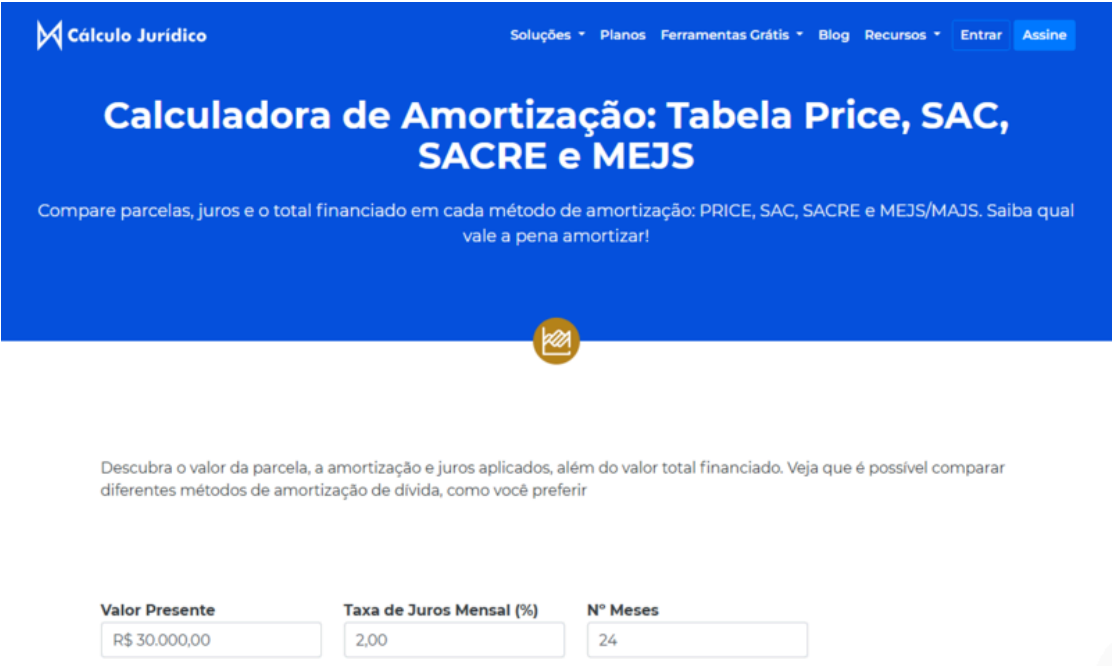 Cálculo Jurídico
Soluções Planos Ferramentas Grátis Blog Recursos Entrar Assine
Calculadora de Amortização: Tabela Price, SAC,
SACRE e MEJS
Compare parcelas, juros e o total financiado em cada método de amortização: PRICE, SAC, SACRE e MEJS/MAJS. Saiba qual
vale a pena amortizar!
Descubra o valor da parcela, a amortização e juros aplicados, além do valor total financiado. Veja que é possível comparar
diferentes métodos de amortização de dívida, como você preferir
Valor Presente Taxa de Juros Mensal (%) Nº Meses
R$ 30.000,00 2,00 24